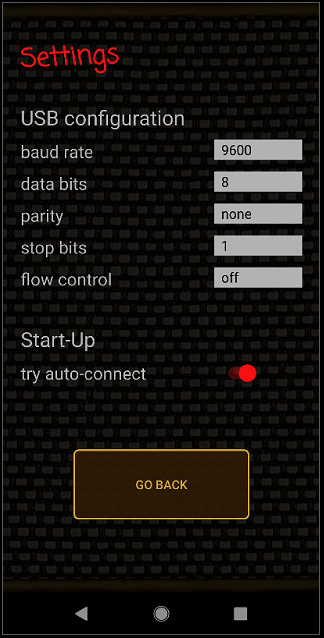 Settings
USB configuration
baud rate 9600
data bits 8
parity none
stop bits 1
flow control off
Start-Up
try auto-connect
GO BACK